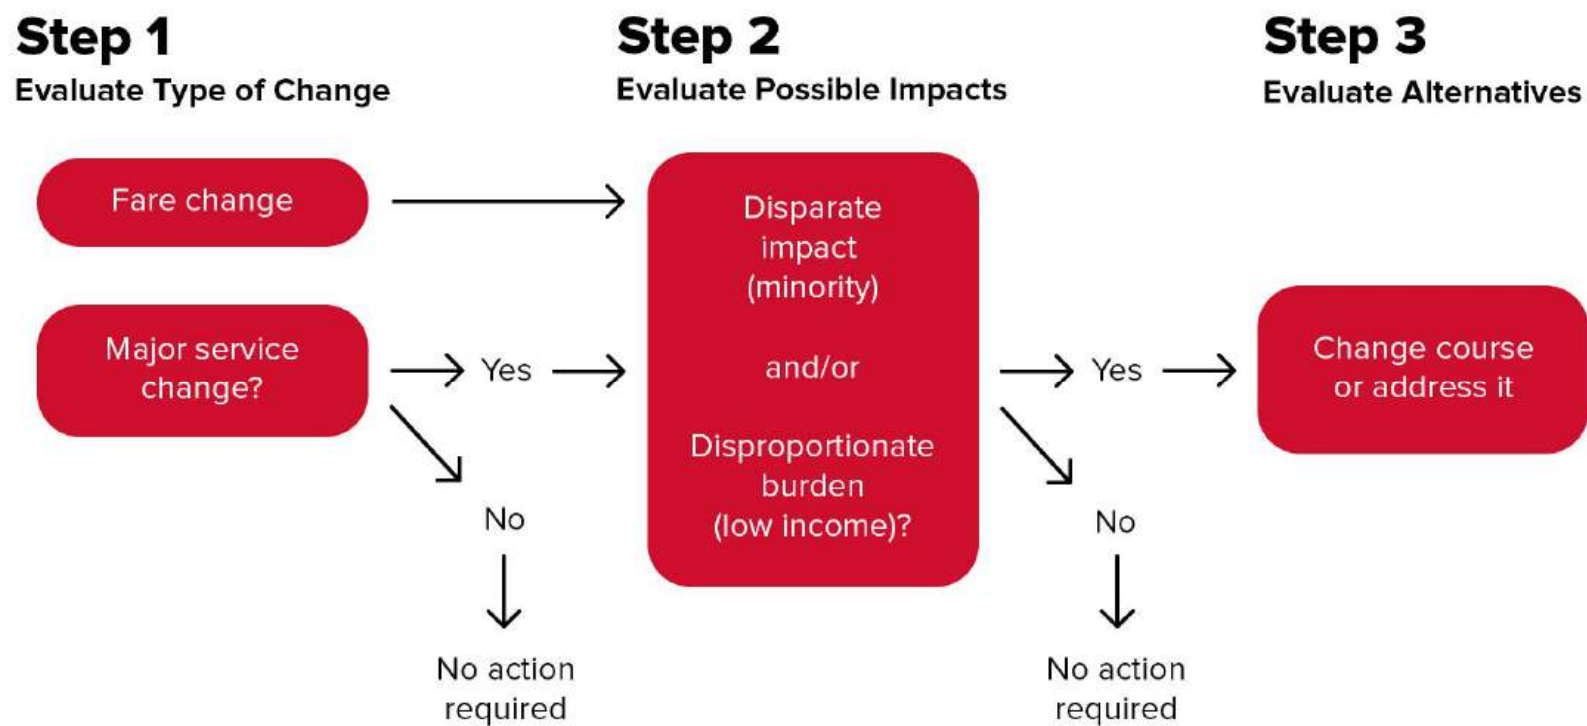 Step 1
Evaluate Type of Change
Step 2
Evaluate Possible Impacts
Step 3
Evaluate Alternatives
Fare change
Major service
change?
Yes
No
No action
required
Disparate
impact
(minority)
and/or
Disproportionate
burden
(low income)?
Yes
No
No action
required
Change course
or address it